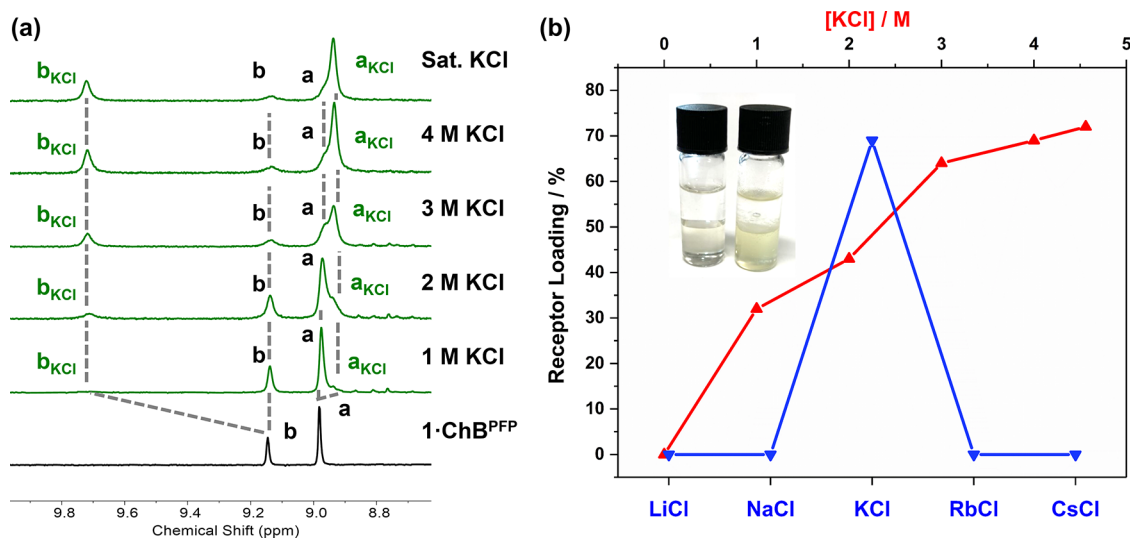 (a)
b_KCl b a a_KCl Sat. KCl
b_KCl b a a_KCl 4 M KCl
b_KCl b a a_KCl 3 M KCl
b_KCl b a a_KCl 2 M KCl
b_KCl b a a_KCl 1 M KCl
b a 1·ChB^PFP
9.8 9.6 9.4 9.2 9.0 8.8
Chemical Shift (ppm)
(b)
[KCl] / M
0 1 2 3 4 5
Receptor Loading / %
80
70
60
50
40
30
20
10
0
LiCl NaCl KCl RbCl CsCl